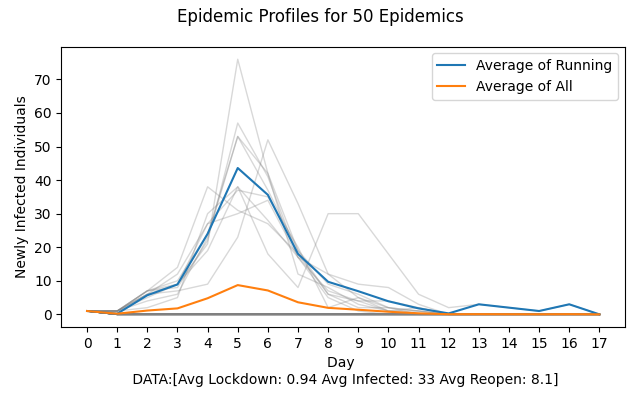 Epidemic Profiles for 50 Epidemics
Average of Running
Average of All
Newly Infected Individuals
70
60
50
40
30
20
10
0
0 1 2 3 4 5 6 7 8 9 10 11 12 13 14 15 16 17
Day
DATA:[Avg Lockdown: 0.94 Avg Infected: 33 Avg Reopen: 8.1]